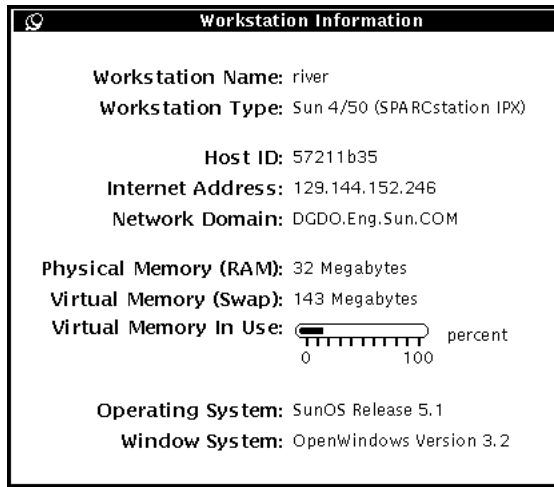 Workstation Information
Workstation Name: river
Workstation Type: Sun 4/50 (SPARCstation IPX)
Host ID: 57211b35
Internet Address: 129.144.152.246
Network Domain: DGDO.Eng.Sun.COM
Physical Memory (RAM): 32 Megabytes
Virtual Memory (Swap): 143 Megabytes
Virtual Memory In Use: percent
0 100
Operating System: SunOS Release 5.1
Window System: OpenWindows Version 3.2